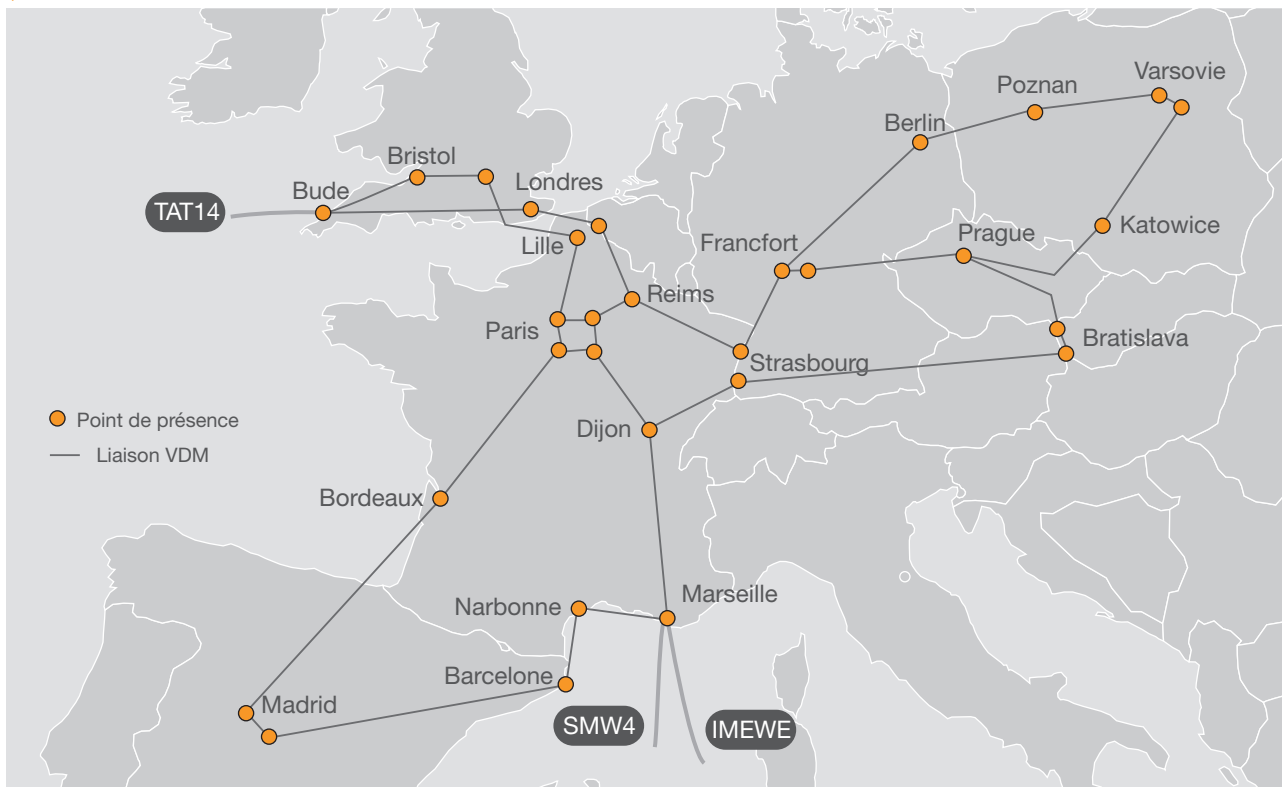 Varsovie
Poznan
Berlin
Bristol
Londres
Bude
TAT14
Katowice
Prague
Francfort
Lille
Reims
Paris
Bratislava
Strasbourg
Point de présence
Dijon
Liaison VDM
Bordeaux
Marseille
Narbonne
Barcelone
Madrid
SMW4
IMEWE